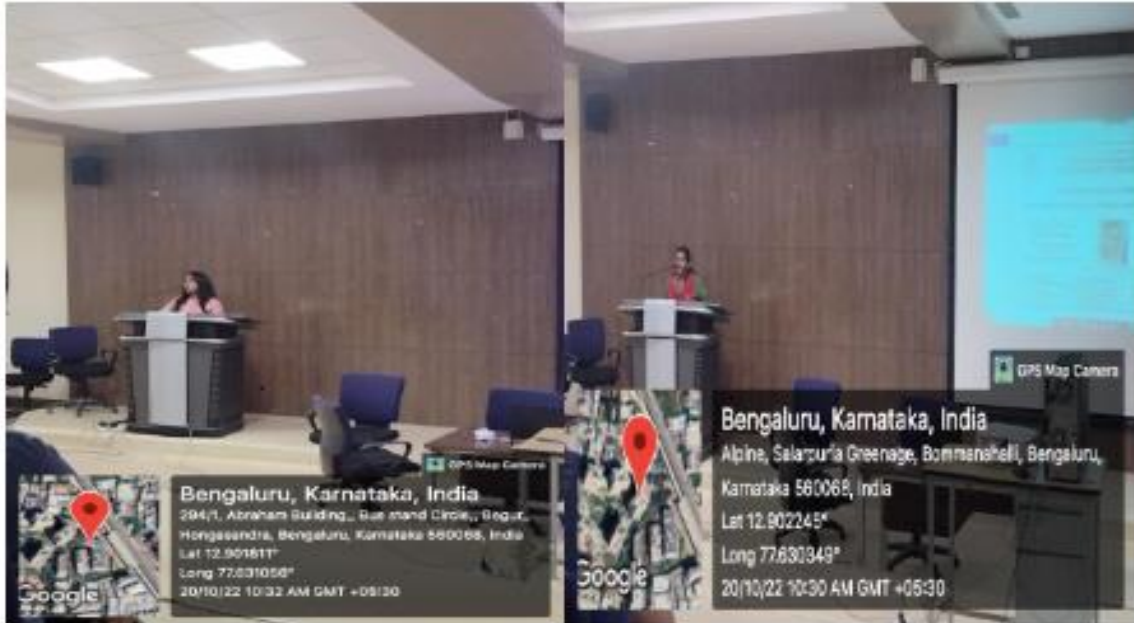 GPS Map Camera
Bengaluru, Karnataka, India
294/1, Abraham Building,, Bus stand Circle,, Begur,
Hongasandra, Bengaluru, Karnataka 560068, India
Lat 12.901811°
Long 77.631056°
20/10/22 10:32 AM GMT +05:30
Google
GPS Map Camera
Bengaluru, Karnataka, India
Alpine, Salarpuria Greenage, Bommanahalli, Bengaluru,
Karnataka 560068, India
Lat 12.902245°
Long 77.630349°
20/10/22 10:30 AM GMT +05:30
Google